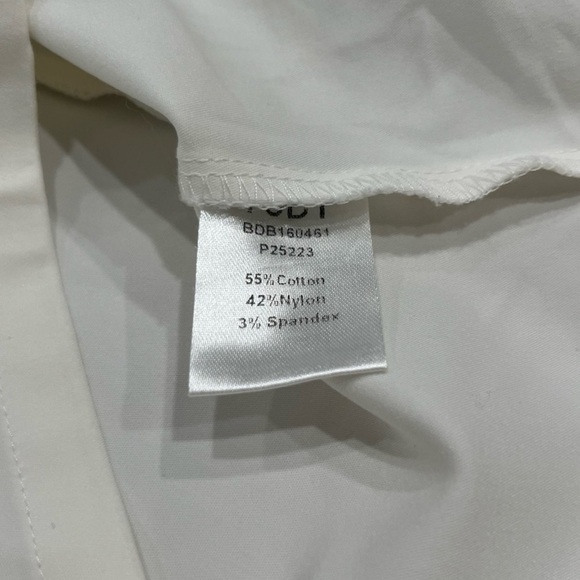 BDB160461
P25223
55% Cotton
42% Nylon
3% Spandex